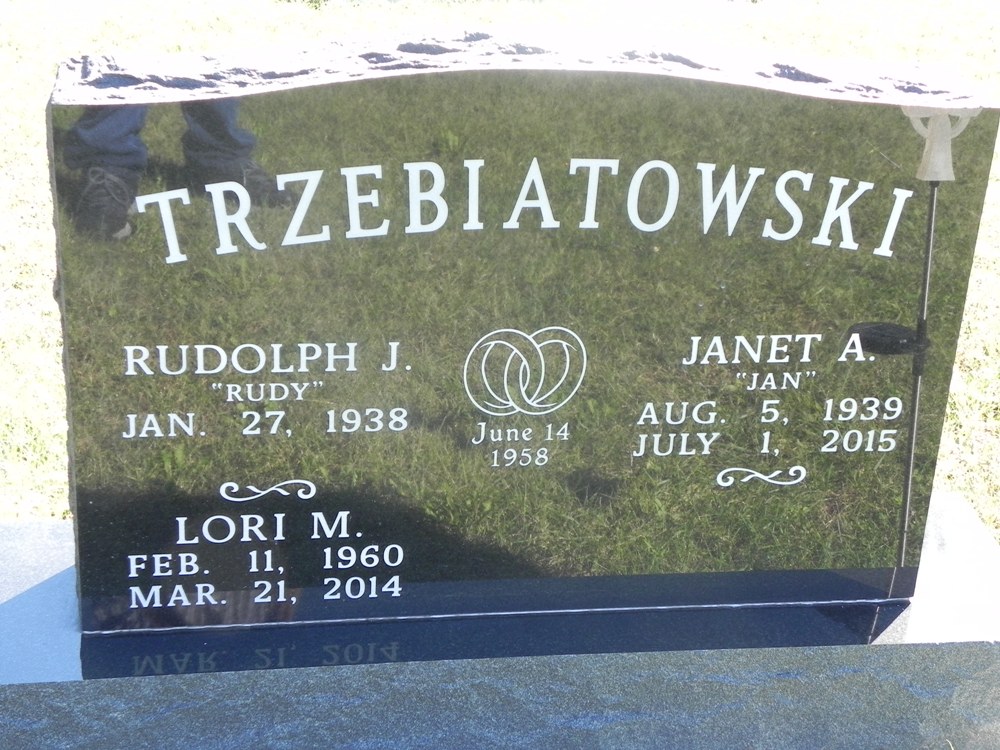 TRZEBIATOWSKI
RUDOLPH J.
"RUDY"
JAN. 27, 1938
June 14
1958
JANET A.
"JAN"
AUG. 5, 1939
JULY 1, 2015
LORI M.
FEB. 11, 1960
MAR. 21, 2014